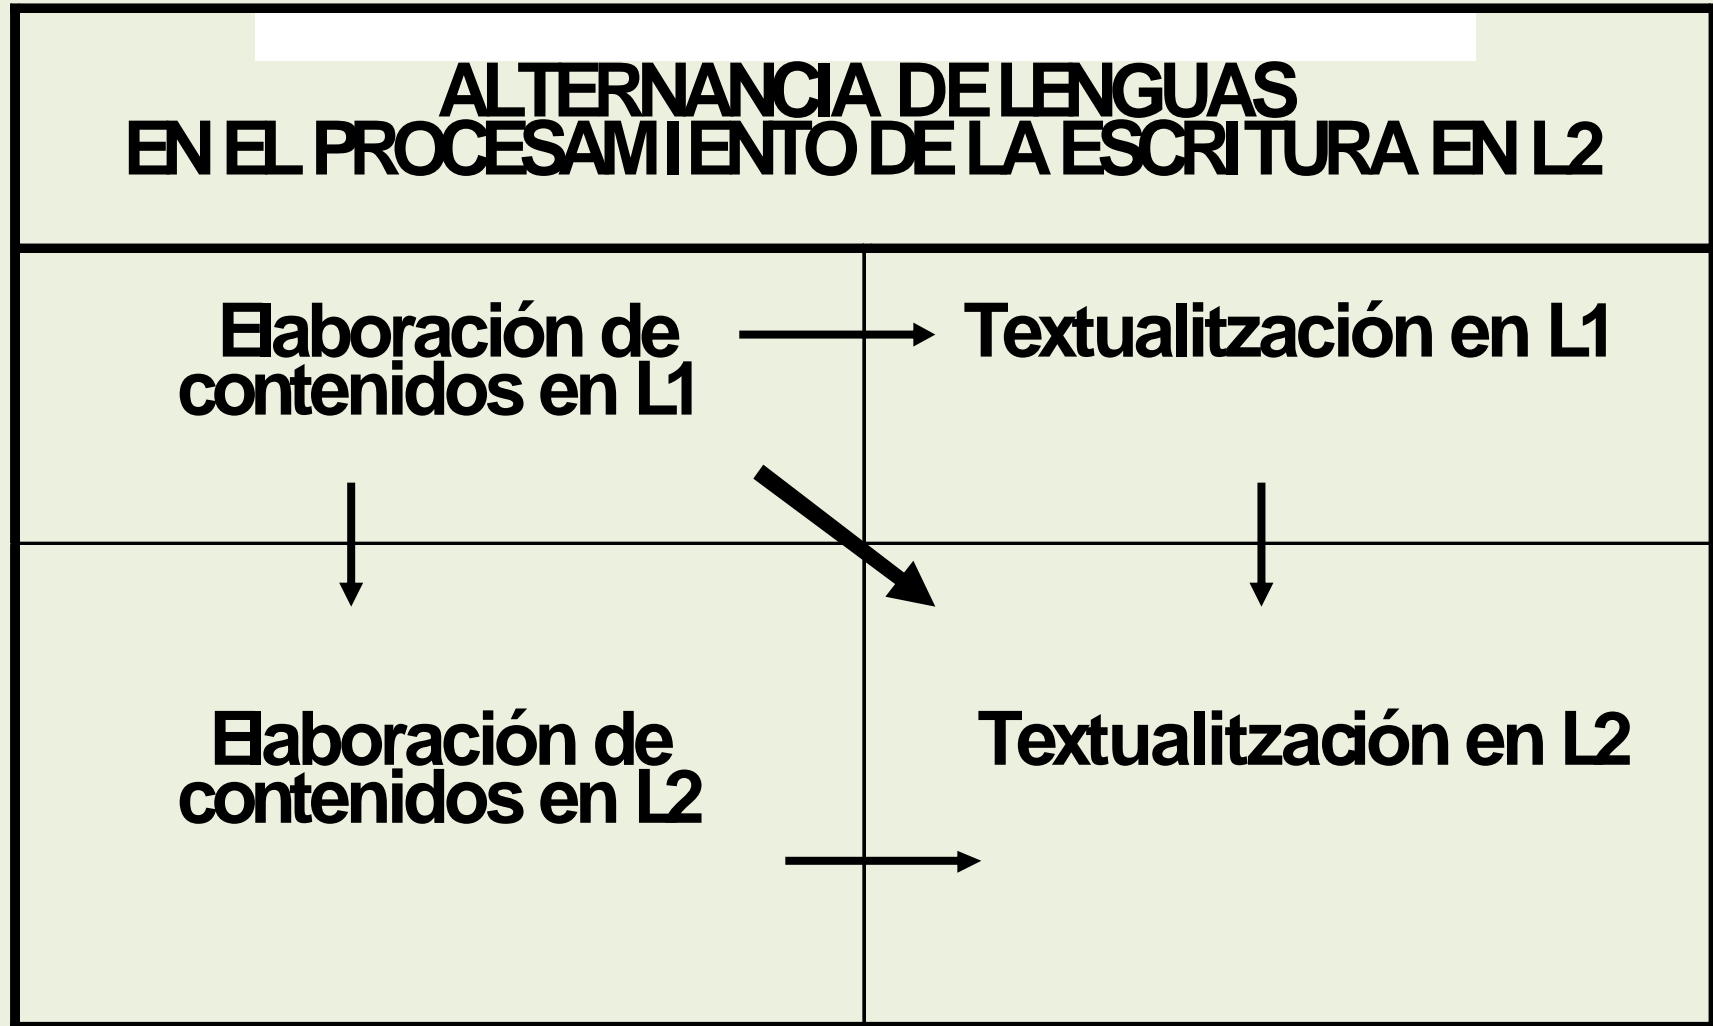 ALTERNANCIA DE LENGUAS
EN EL PROCESAMIENTO DE LA ESCRITURA EN L2
Elaboración de
contenidos en L1
Textualitzación en L1
Elaboración de
contenidos en L2
Textualitzación en L2